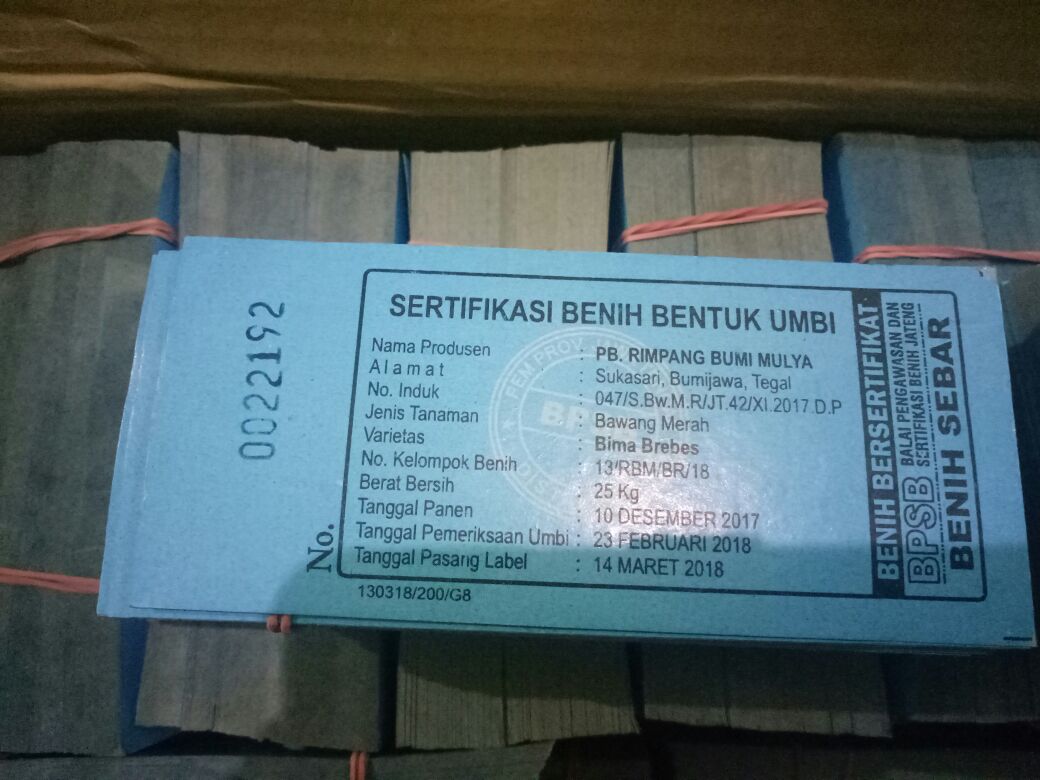 No. 0022192
SERTIFIKASI BENIH BENTUK UMBI
Nama Produsen : PB. RIMPANG BUMI MULYA
Alamat : Sukasari, Bumijawa, Tegal
No. Induk : 047/S.Bw.M.R/JT.42/XI.2017.D.P
Jenis Tanaman : Bawang Merah
Varietas : Bima Brebes
No. Kelompok Benih : 13/RBM/BR/18
Berat Bersih : 25 Kg
Tanggal Panen : 10 DESEMBER 2017
Tanggal Pemeriksaan Umbi : 23 FEBRUARI 2018
Tanggal Pasang Label : 14 MARET 2018
130318/200/G8
BENIH BERSERTIFIKAT
BPSB BALAI PENGAWASAN DAN
SERTIFIKASI BENIH JATENG
BENIH SEBAR